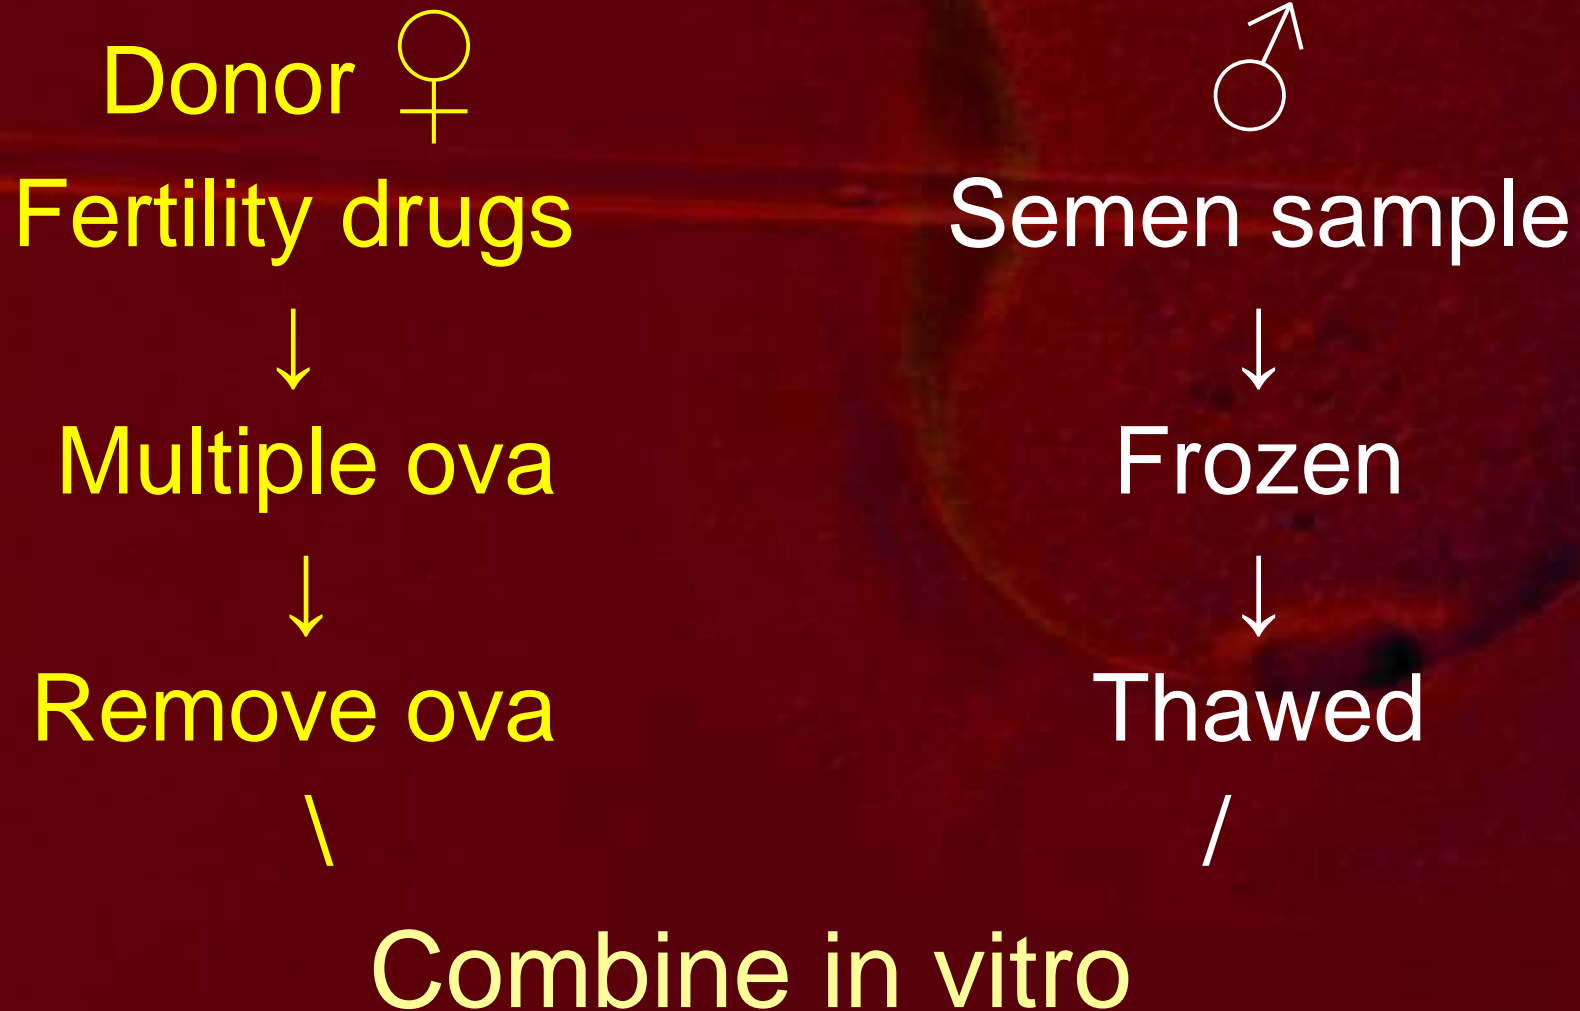 Donor ♀
Fertility drugs
↓
Multiple ova
↓
Remove ova
\
♂
Semen sample
↓
Frozen
↓
Thawed
/
Combine in vitro